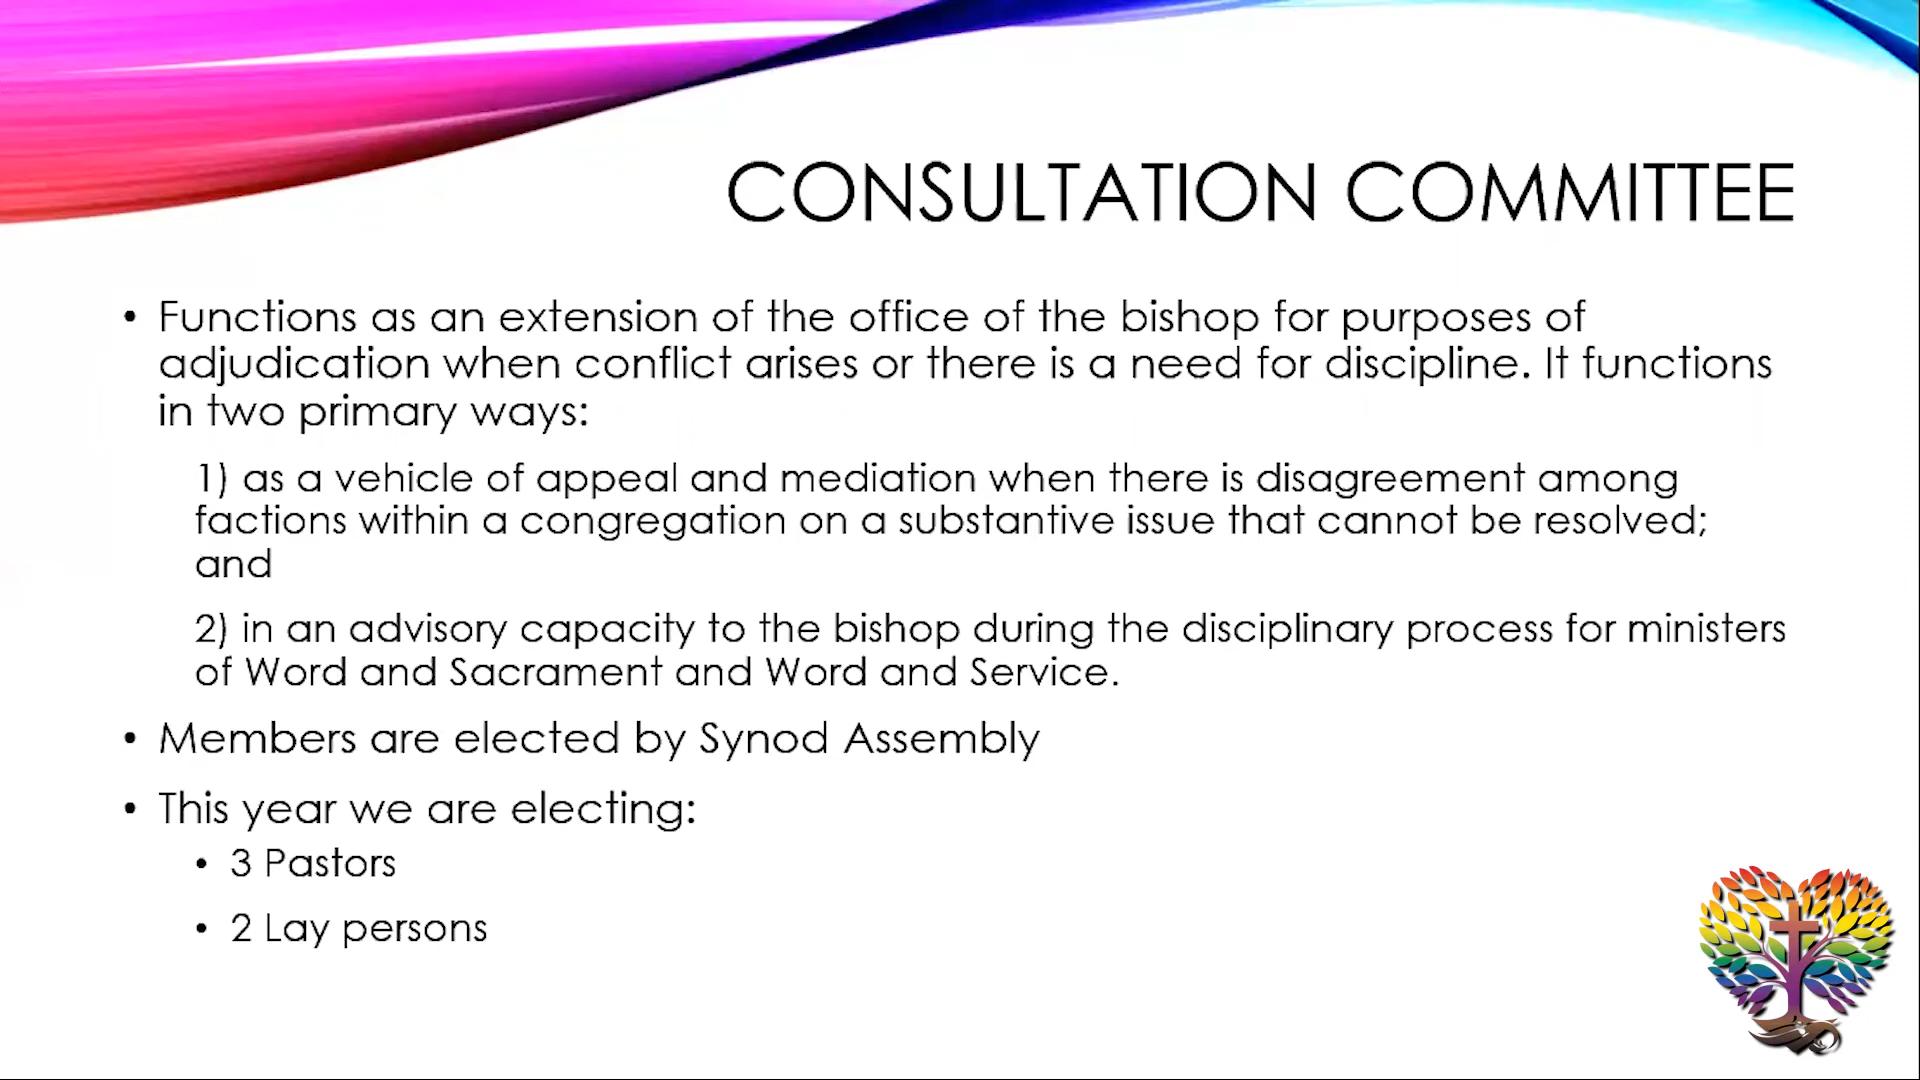 CONSULTATION COMMITTEE
• Functions as an extension of the office of the bishop for purposes of
adjudication when conflict arises or there is a need for discipline. It functions
in two primary ways:
1) as a vehicle of appeal and mediation when there is disagreement among
factions within a congregation on a substantive issue that cannot be resolved;
and
2) in an advisory capacity to the bishop during the disciplinary process for ministers
of Word and Sacrament and Word and Service.
• Members are elected by Synod Assembly
• This year we are electing:
• 3 Pastors
• 2 Lay persons